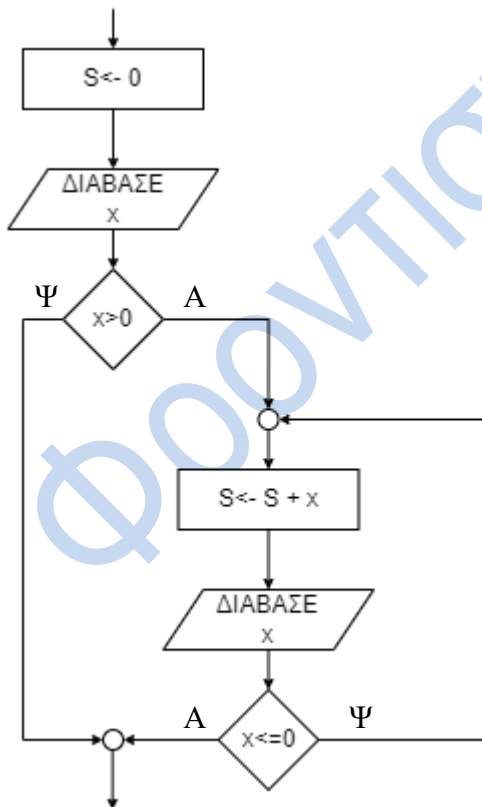 S<- 0
ΔΙΑΒΑΣΕ
x
Ψ
x>0
Α
S<- S + x
ΔΙΑΒΑΣΕ
x
Α
x<=0
Ψ